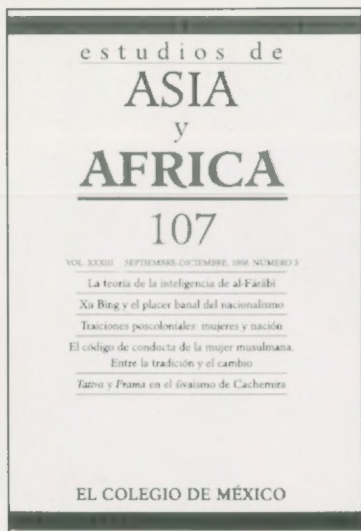 estudios de
ASIA
y
AFRICA
107
VOL. XXXIII SEPTIEMBRE-DICIEMBRE, 1998 NÚMERO 3
La teoría de la inteligencia de al-Fārābī
Xu Bing y el placer banal del nacionalismo
Traiciones poscoloniales: mujeres y nación
El código de conducta de la mujer musulmana.
Entre la tradición y el cambio
Tattva y Prama en el śivaismo de Cachemira
EL COLEGIO DE MÉXICO